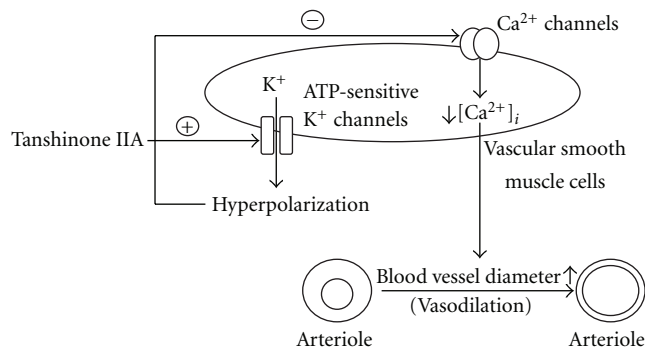 −
Ca²⁺ channels
K⁺
ATP-sensitive
K⁺ channels
↓[Ca²⁺]ᵢ
+
Tanshinone IIA
Vascular smooth
muscle cells
Hyperpolarization
Blood vessel diameter↑
(Vasodilation)
Arteriole
Arteriole